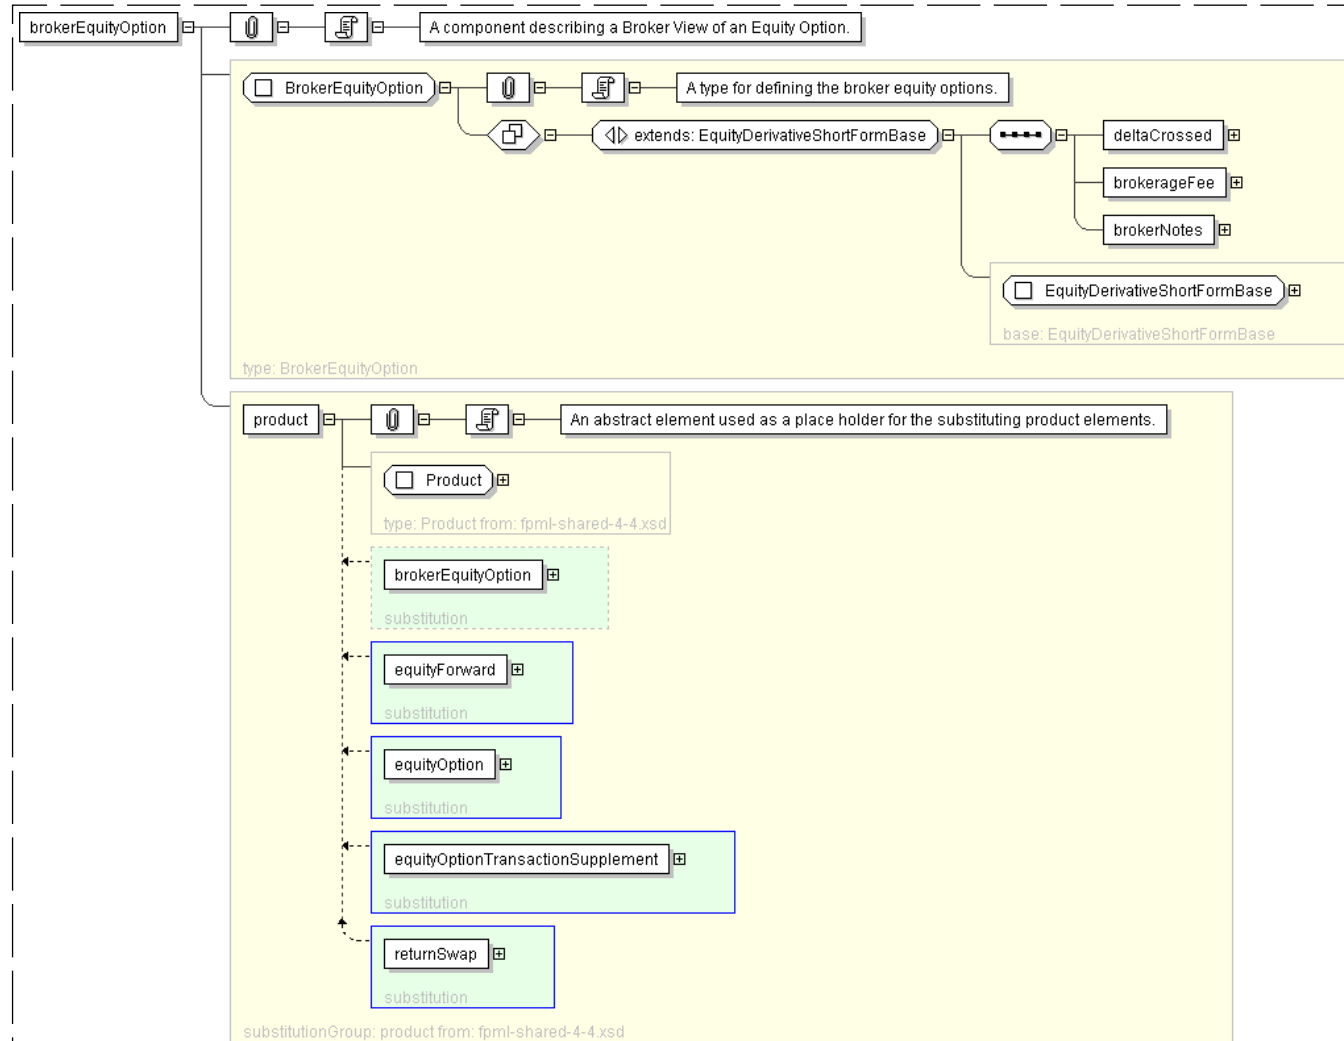 brokerEquityOption
A component describing a Broker View of an Equity Option.
BrokerEquityOption
A type for defining the broker equity options.
extends: EquityDerivativeShortFormBase
deltaCrossed
brokerageFee
brokerNotes
EquityDerivativeShortFormBase
base: EquityDerivativeShortFormBase
type: BrokerEquityOption
product
An abstract element used as a place holder for the substituting product elements.
Product
type: Product from: fpml-shared-4-4.xsd
brokerEquityOption
substitution
equityForward
substitution
equityOption
substitution
equityOptionTransactionSupplement
substitution
returnSwap
substitution
substitutionGroup: product from: fpml-shared-4-4.xsd